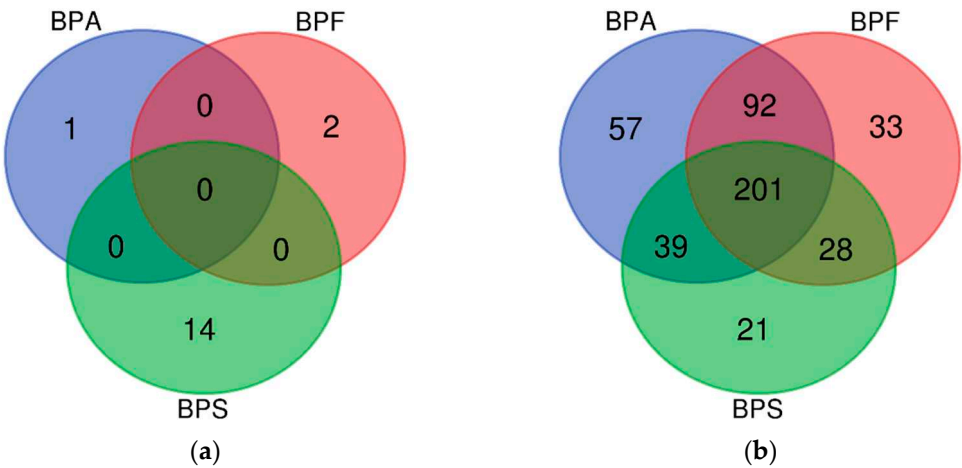 BPA BPF
1 0 2
0
0 0
14
BPS
(a)
BPA BPF
57 92 33
201
39 28
21
BPS
(b)